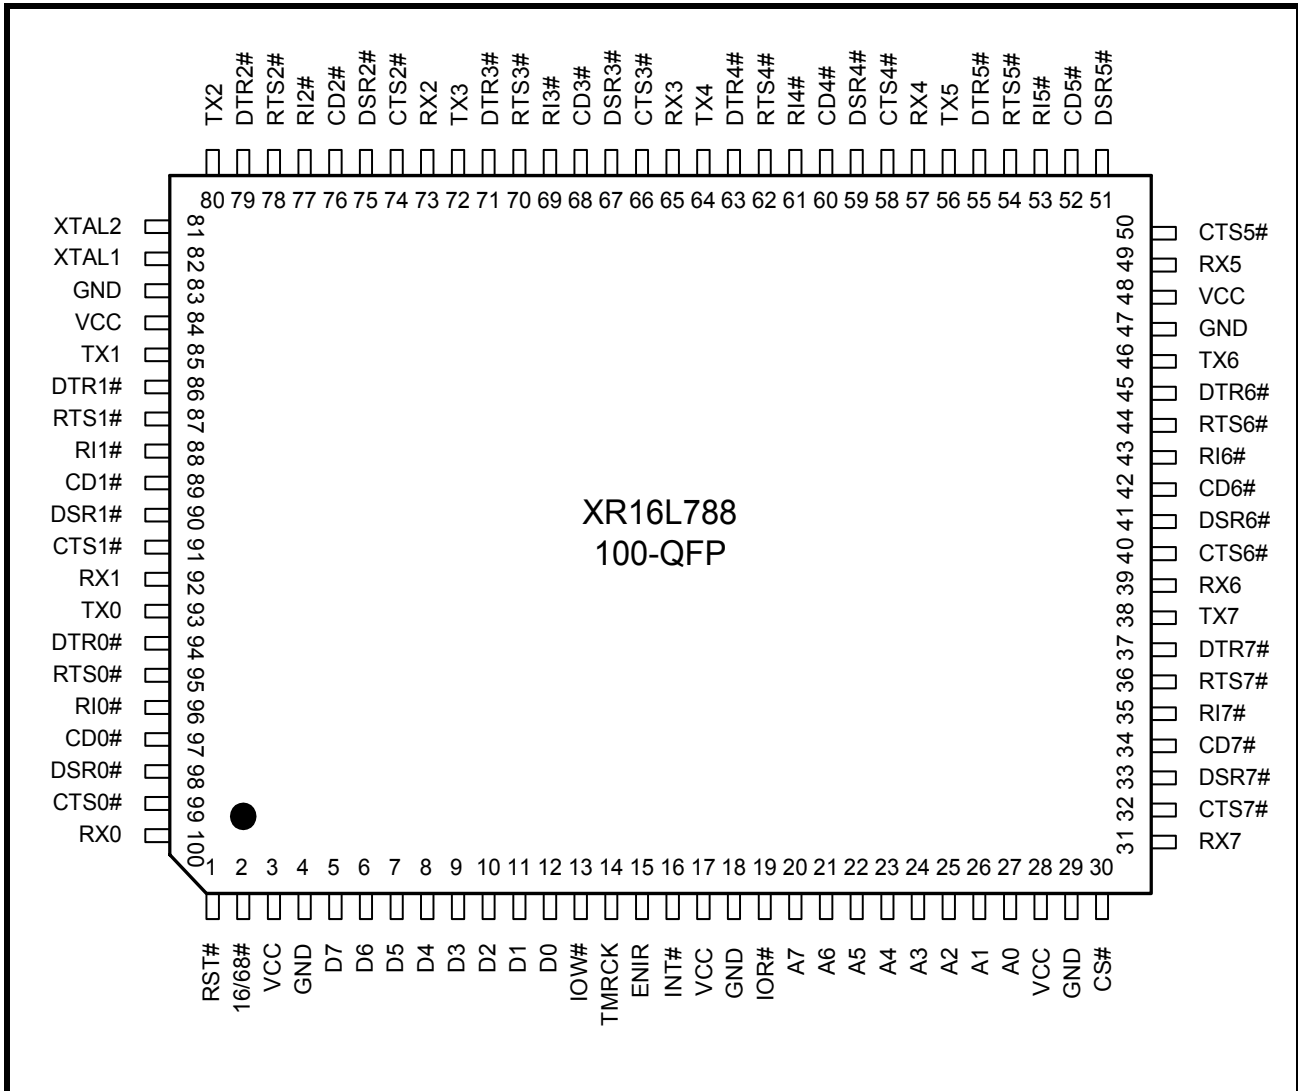 TX2 DTR2# RTS2# RI2# CD2# DSR2# CTS2# RX2 TX3 DTR3# RTS3# RI3# CD3# DSR3# CTS3# RX3 TX4 DTR4# RTS4# RI4# CD4# DSR4# CTS4# RX4 TX5 DTR5# RTS5# RI5# CD5# DSR5#
80 79 78 77 76 75 74 73 72 71 70 69 68 67 66 65 64 63 62 61 60 59 58 57 56 55 54 53 52 51
XTAL2 81
XTAL1 82
GND 83
VCC 84
TX1 85
DTR1# 86
RTS1# 87
RI1# 88
CD1# 89
DSR1# 90
CTS1# 91
RX1 92
TX0 93
DTR0# 94
RTS0# 95
RI0# 96
CD0# 97
DSR0# 98
CTS0# 99
RX0 100
XR16L788
100-QFP
50 CTS5#
49 RX5
48 VCC
47 GND
46 TX6
45 DTR6#
44 RTS6#
43 RI6#
42 CD6#
41 DSR6#
40 CTS6#
39 RX6
38 TX7
37 DTR7#
36 RTS7#
35 RI7#
34 CD7#
33 DSR7#
32 CTS7#
31 RX7
1 2 3 4 5 6 7 8 9 10 11 12 13 14 15 16 17 18 19 20 21 22 23 24 25 26 27 28 29 30
RST# 16/68# VCC GND D7 D6 D5 D4 D3 D2 D1 D0 IOW# TMRCK ENIR INT# VCC GND IOR# A7 A6 A5 A4 A3 A2 A1 A0 VCC GND CS#